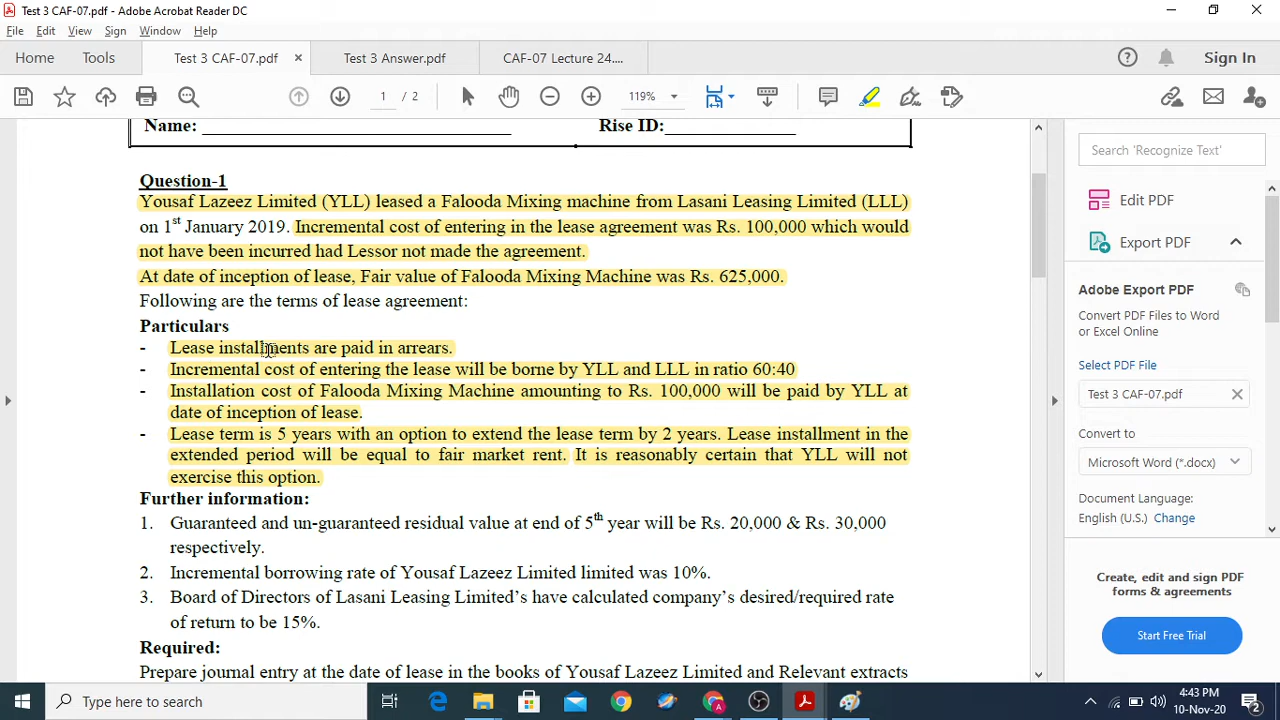 Test 3 CAF-07.pdf - Adobe Acrobat Reader DC
File Edit View Sign Window Help
Home Tools Test 3 CAF-07.pdf × Test 3 Answer.pdf CAF-07 Lecture 24.... Sign In
1 / 2 119%
Name: Rise ID:
Search 'Recognize Text'
Question-1
Yousaf Lazeez Limited (YLL) leased a Falooda Mixing machine from Lasani Leasing Limited (LLL)
on 1st January 2019. Incremental cost of entering in the lease agreement was Rs. 100,000 which would
not have been incurred had Lessor not made the agreement.
At date of inception of lease, Fair value of Falooda Mixing Machine was Rs. 625,000.
Following are the terms of lease agreement:
Particulars
- Lease installments are paid in arrears.
- Incremental cost of entering the lease will be borne by YLL and LLL in ratio 60:40
- Installation cost of Falooda Mixing Machine amounting to Rs. 100,000 will be paid by YLL at
date of inception of lease.
- Lease term is 5 years with an option to extend the lease term by 2 years. Lease installment in the
extended period will be equal to fair market rent. It is reasonably certain that YLL will not
exercise this option.
Further information:
1. Guaranteed and un-guaranteed residual value at end of 5th year will be Rs. 20,000 & Rs. 30,000
respectively.
2. Incremental borrowing rate of Yousaf Lazeez Limited limited was 10%.
3. Board of Directors of Lasani Leasing Limited's have calculated company's desired/required rate
of return to be 15%.
Required:
Prepare journal entry at the date of lease in the books of Yousaf Lazeez Limited and Relevant extracts
Edit PDF
Export PDF
Adobe Export PDF
Convert PDF Files to Word
or Excel Online
Select PDF File
Test 3 CAF-07.pdf
Convert to
Microsoft Word (*.docx)
Document Language:
English (U.S.) Change
Create, edit and sign PDF
forms & agreements
Start Free Trial
Type here to search
4:43 PM
10-Nov-20
2